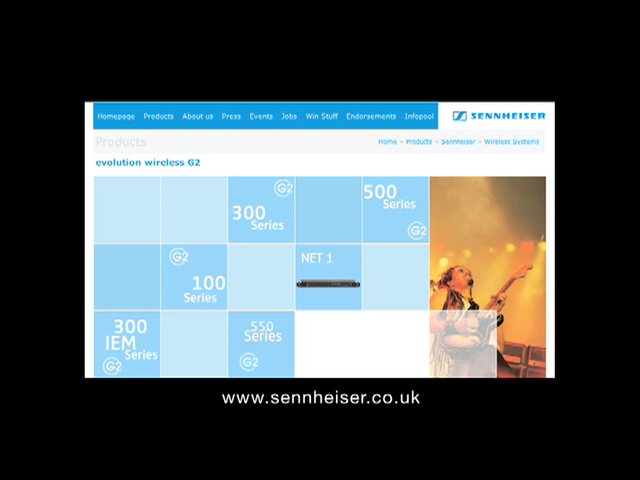 Homepage Products About us Press Events Jobs Win Stuff Endorsements Infopool
SENNHEISER
Products
Home » Products » Sennheiser » Wireless Systems
evolution wireless G2
G2
300
Series
500
Series
G2
G2
100
Series
NET 1
300
IEM
Series
G2
550
Series
G2
www.sennheiser.co.uk